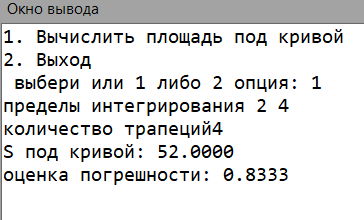 Окно вывода
1. Вычислить площадь под кривой
2. Выход
выбери или 1 либо 2 опция: 1
пределы интегрирования 2 4
количество трапеций4
S под кривой: 52.0000
оценка погрешности: 0.8333